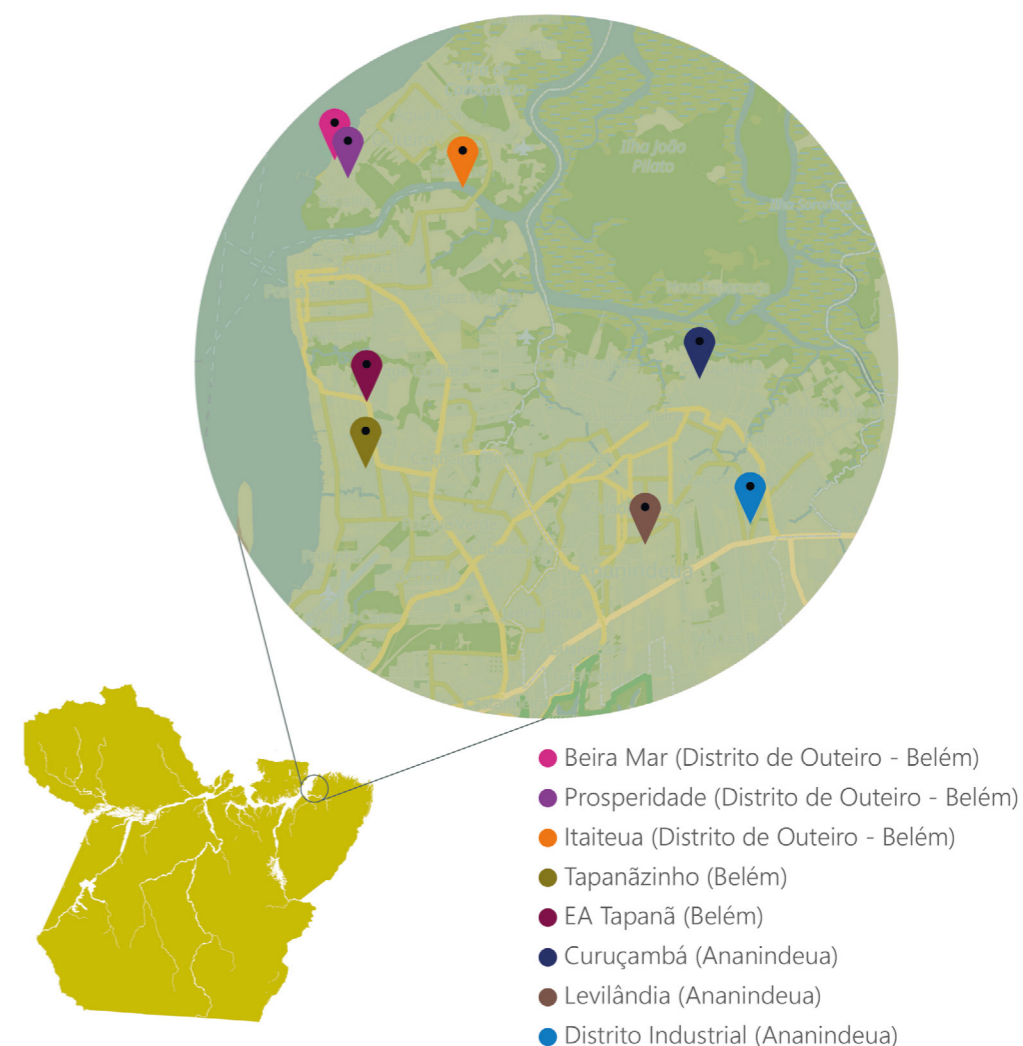 Ilha João
Pilato
Beira Mar (Distrito de Outeiro - Belém)
Prosperidade (Distrito de Outeiro - Belém)
Itaiteua (Distrito de Outeiro - Belém)
Tapanãzinho (Belém)
EA Tapanã (Belém)
Curuçambá (Ananindeua)
Levilândia (Ananindeua)
Distrito Industrial (Ananindeua)